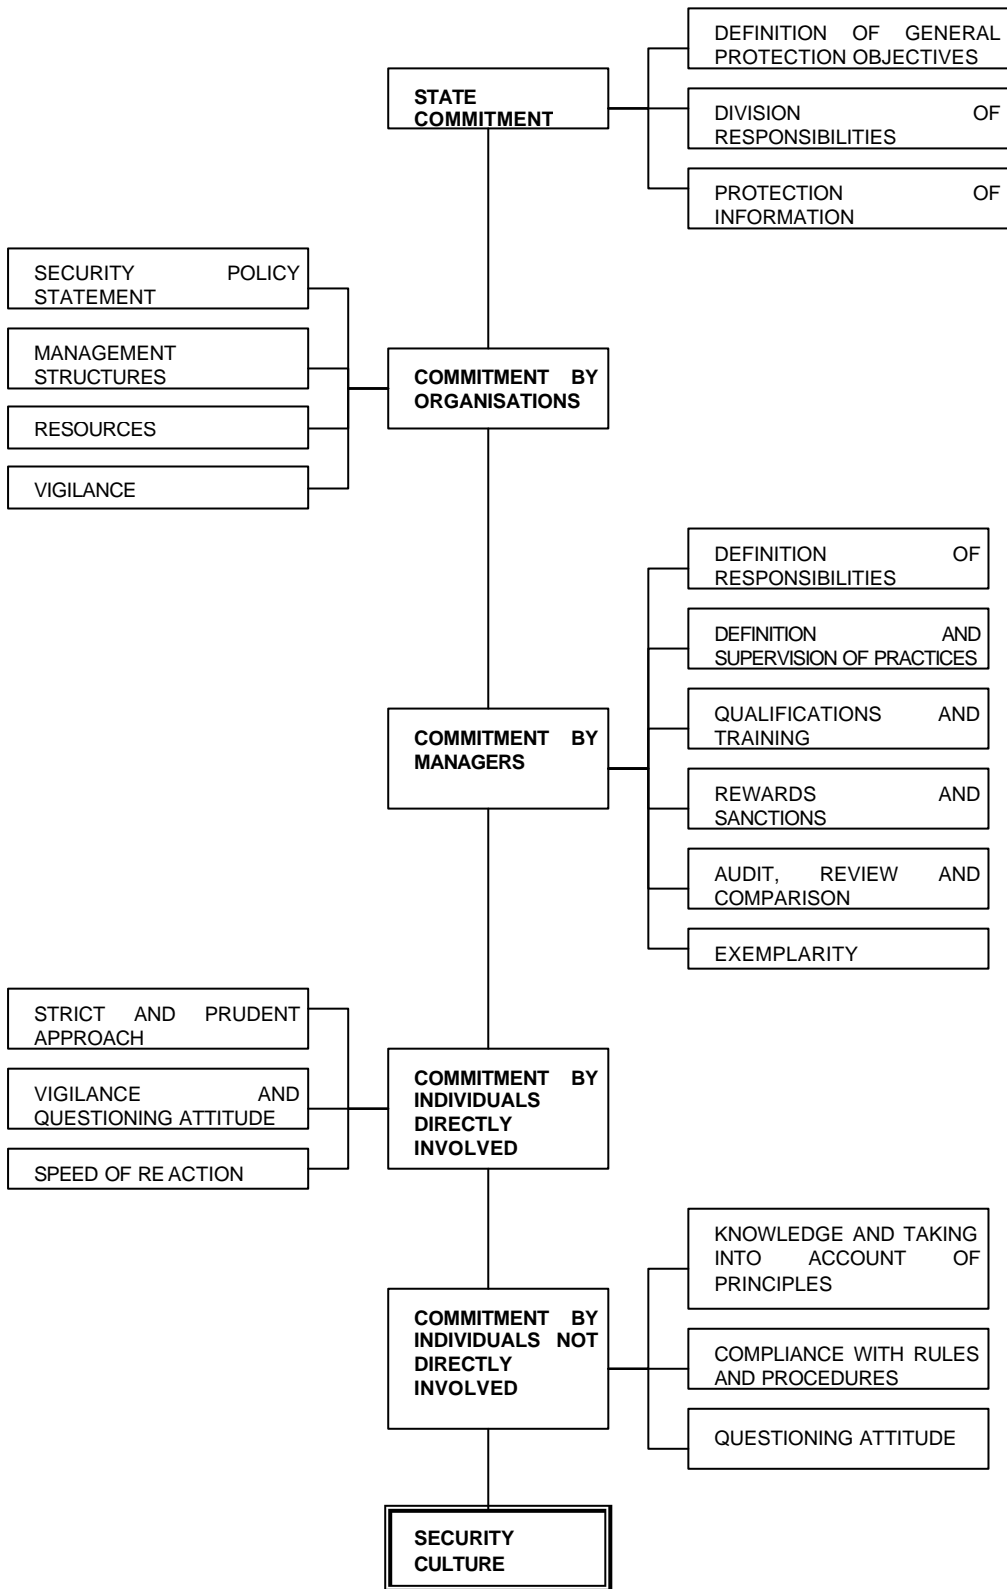 DEFINITION OF GENERAL
PROTECTION OBJECTIVES
STATE
COMMITMENT
DIVISION OF
RESPONSIBILITIES
PROTECTION OF
INFORMATION
SECURITY POLICY
STATEMENT
MANAGEMENT
STRUCTURES
RESOURCES
VIGILANCE
COMMITMENT BY
ORGANISATIONS
DEFINITION OF
RESPONSIBILITIES
DEFINITION AND
SUPERVISION OF PRACTICES
QUALIFICATIONS AND
TRAINING
COMMITMENT BY
MANAGERS
REWARDS AND
SANCTIONS
AUDIT, REVIEW AND
COMPARISON
EXEMPLARITY
STRICT AND PRUDENT
APPROACH
VIGILANCE AND
QUESTIONING ATTITUDE
SPEED OF RE ACTION
COMMITMENT BY
INDIVIDUALS
DIRECTLY
INVOLVED
KNOWLEDGE AND TAKING
INTO ACCOUNT OF
PRINCIPLES
COMMITMENT BY
INDIVIDUALS NOT
DIRECTLY
INVOLVED
COMPLIANCE WITH RULES
AND PROCEDURES
QUESTIONING ATTITUDE
SECURITY
CULTURE